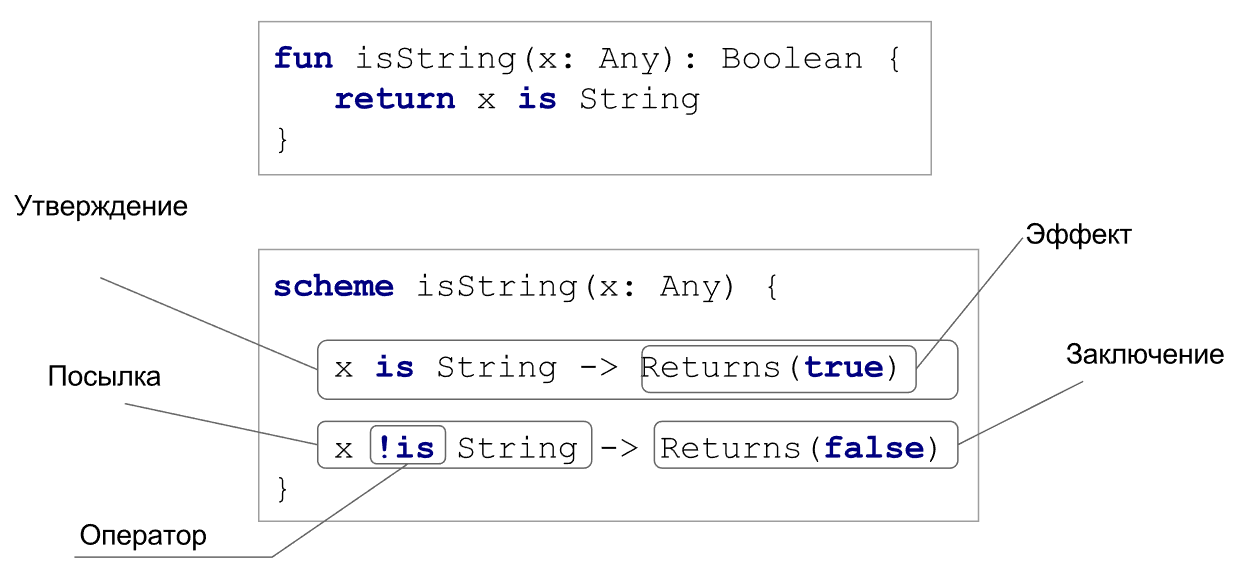 fun isString(x: Any): Boolean {
return x is String
}
Утверждение
Эффект
scheme isString(x: Any) {
Заключение
x is String -> Returns(true)
Посылка
x !is String -> Returns(false)
}
Оператор